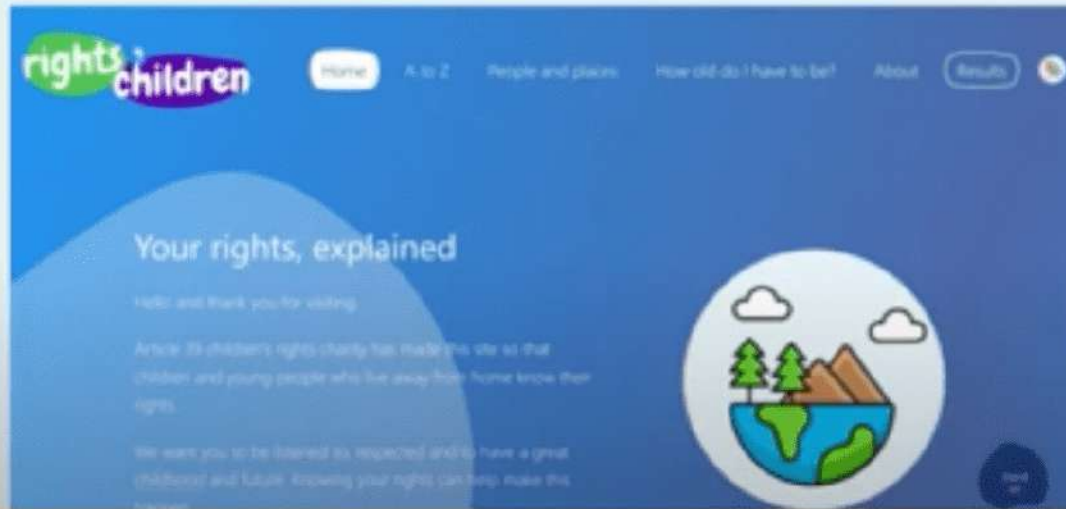 rights 4 children
Home
A to Z
People and places
How old do I have to be?
About
Results
Your rights, explained
Hello and thank you for visiting
Article 39 children's rights charity has made this site so that
children and young people who live away from home know their
rights.
We want you to be listened to, respected and to have a great
childhood and future. Knowing your rights can help make this